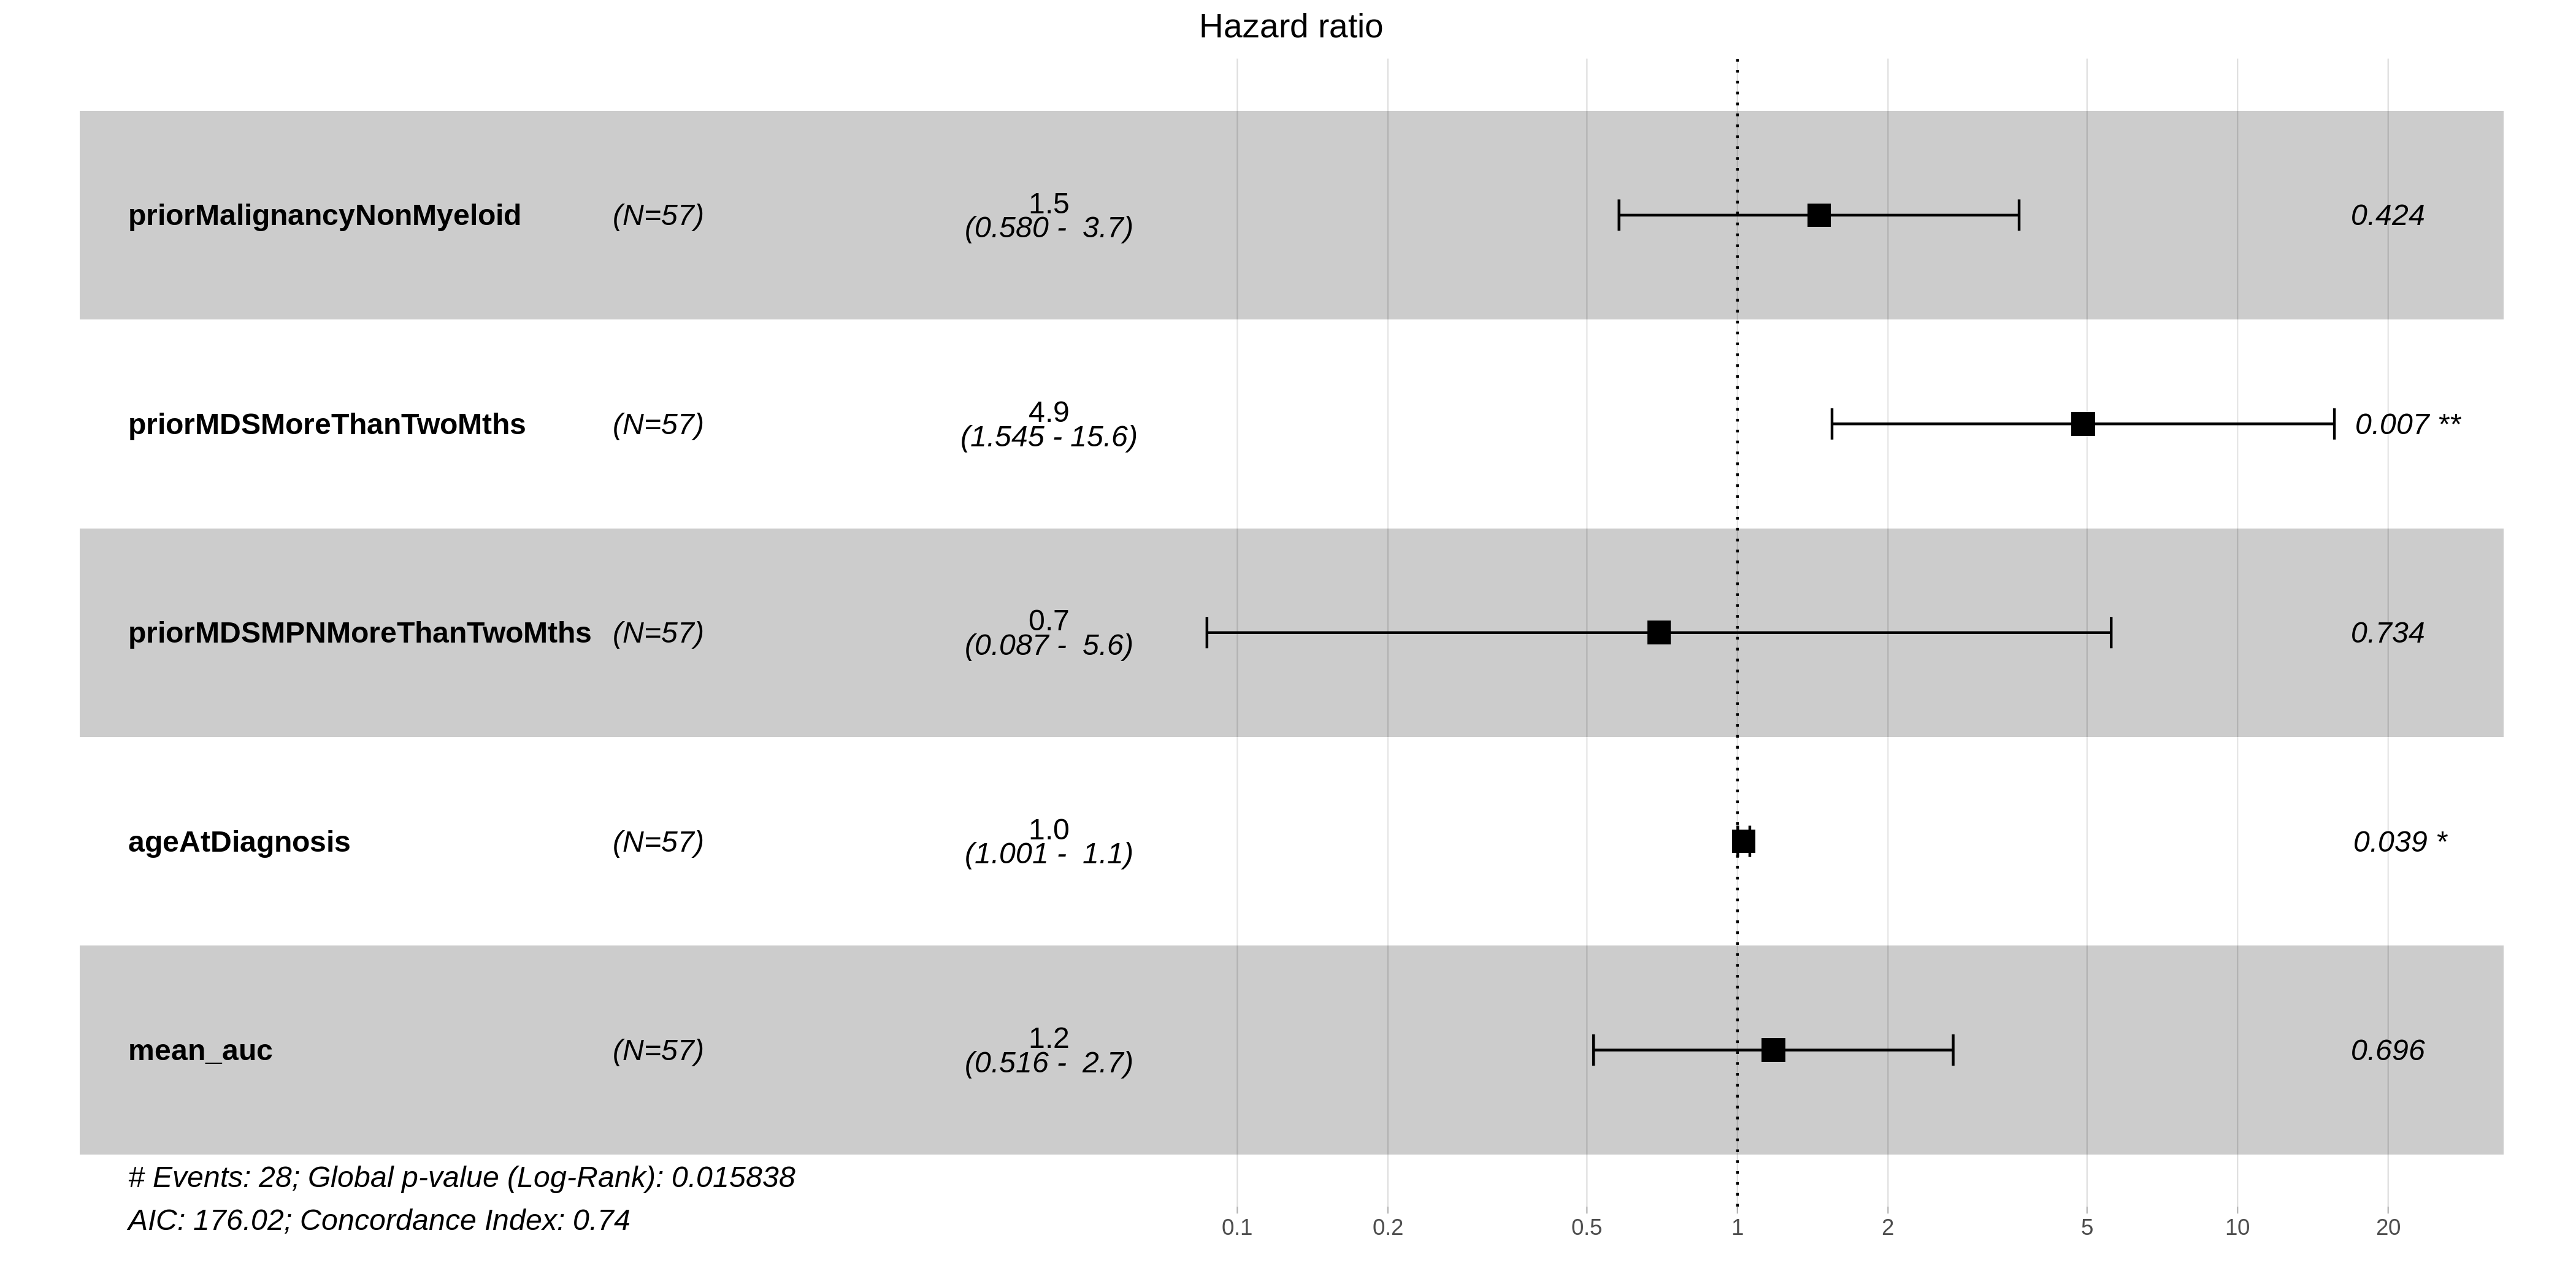 Hazard ratio
priorMalignancyNonMyeloid (N=57) 1.5 0.424
(0.580 - 3.7)
priorMDSMoreThanTwoMths (N=57) 4.9 0.007 **
(1.545 - 15.6)
priorMDSMPNMoreThanTwoMths (N=57) 0.7 0.734
(0.087 - 5.6)
ageAtDiagnosis (N=57) 1.0 0.039 *
(1.001 - 1.1)
mean_auc (N=57) 1.2 0.696
(0.516 - 2.7)
# Events: 28; Global p-value (Log-Rank): 0.015838
AIC: 176.02; Concordance Index: 0.74
0.1 0.2 0.5 1 2 5 10 20